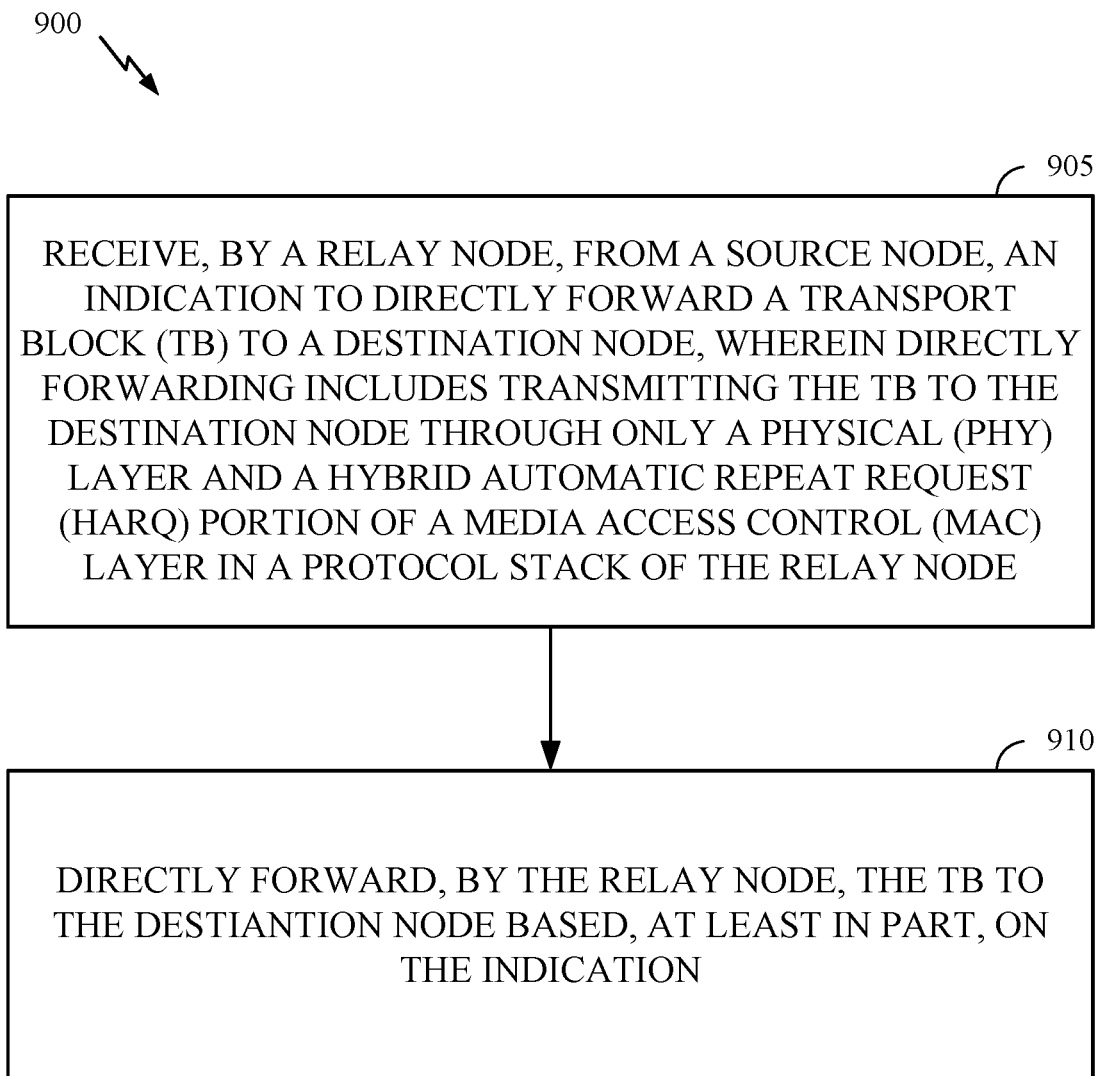 900
905
RECEIVE, BY A RELAY NODE, FROM A SOURCE NODE, AN
INDICATION TO DIRECTLY FORWARD A TRANSPORT
BLOCK (TB) TO A DESTINATION NODE, WHEREIN DIRECTLY
FORWARDING INCLUDES TRANSMITTING THE TB TO THE
DESTINATION NODE THROUGH ONLY A PHYSICAL (PHY)
LAYER AND A HYBRID AUTOMATIC REPEAT REQUEST
(HARQ) PORTION OF A MEDIA ACCESS CONTROL (MAC)
LAYER IN A PROTOCOL STACK OF THE RELAY NODE
910
DIRECTLY FORWARD, BY THE RELAY NODE, THE TB TO
THE DESTIANTION NODE BASED, AT LEAST IN PART, ON
THE INDICATION